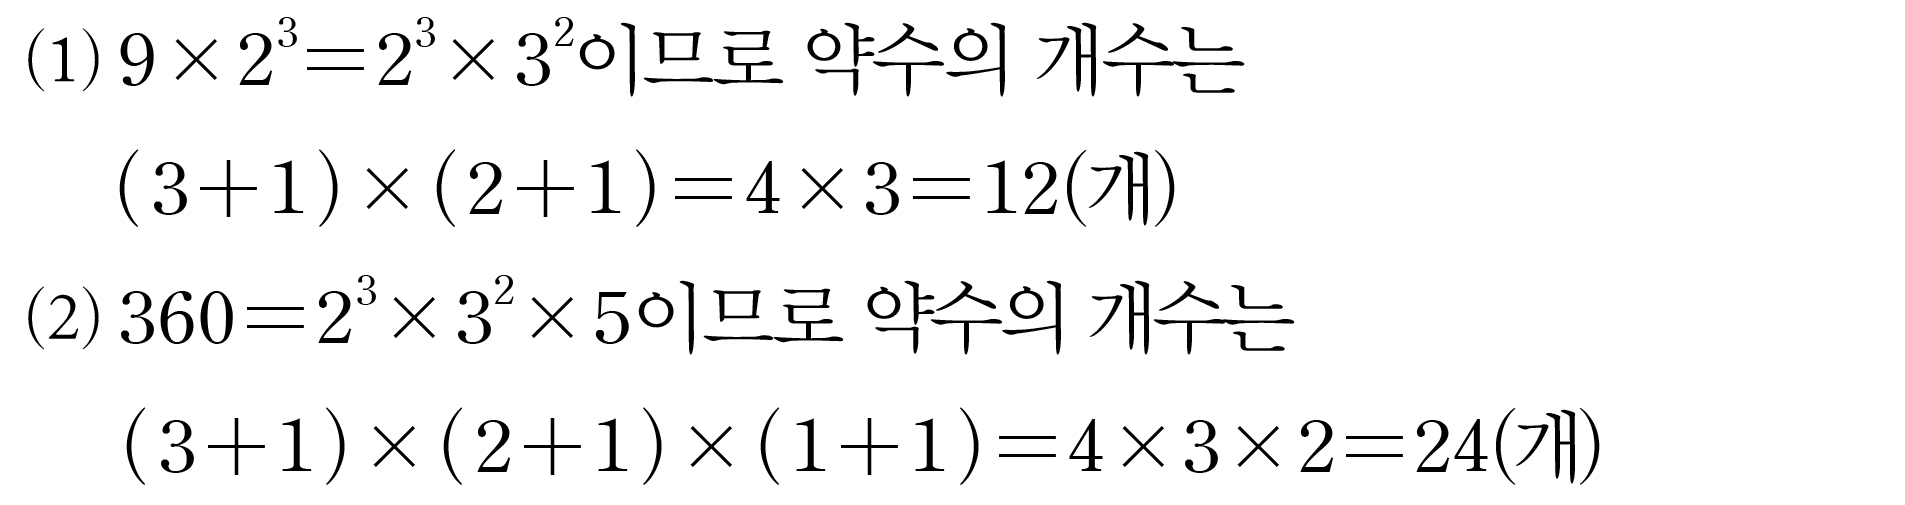 (1) 9×2³=2³×3²이므로 약수의 개수는
(3+1)×(2+1)=4×3=12(개)
(2) 360=2³×3²×5이므로 약수의 개수는
(3+1)×(2+1)×(1+1)=4×3×2=24(개)